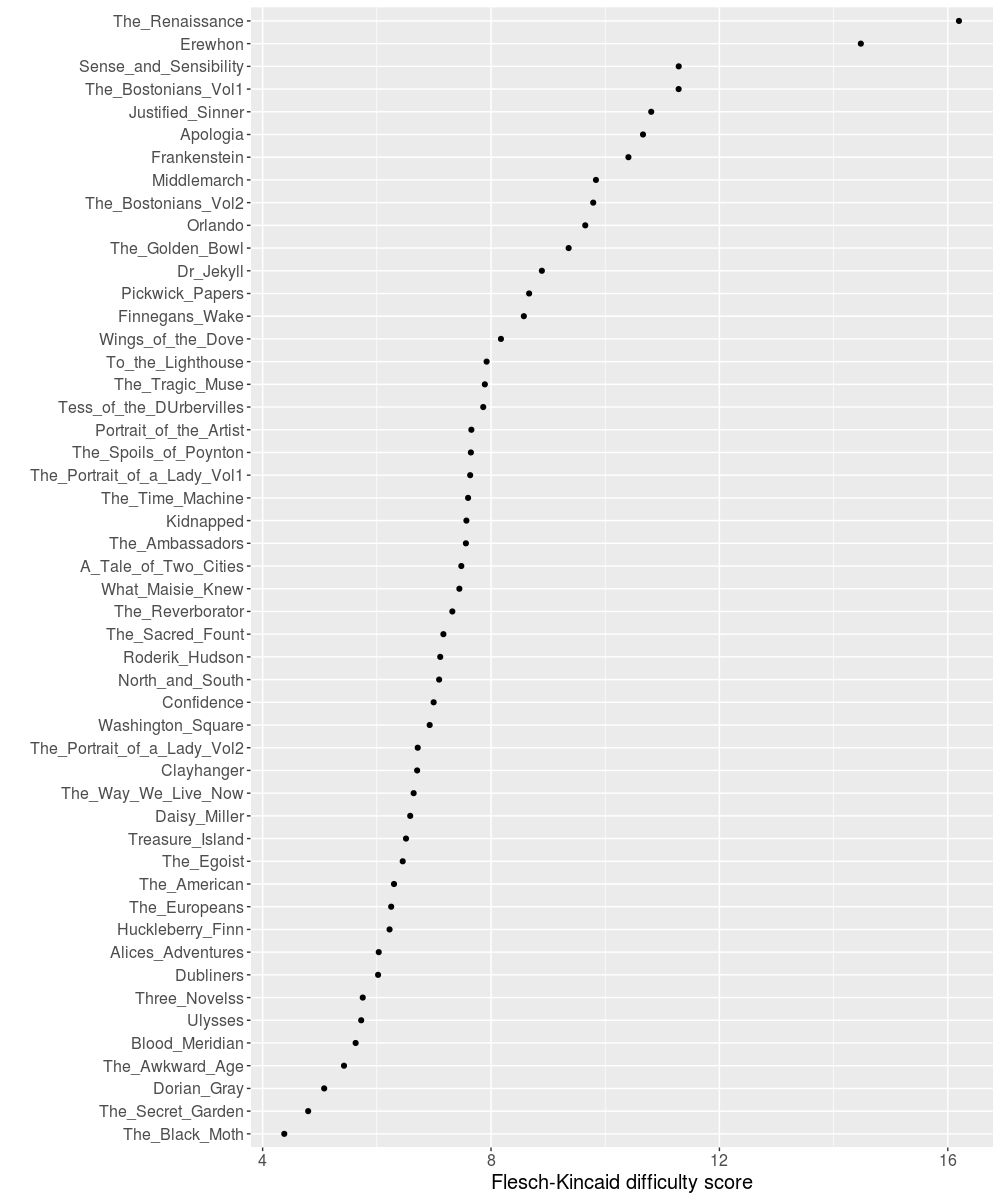 The_Renaissance
Erewhon
Sense_and_Sensibility
The_Bostonians_Vol1
Justified_Sinner
Apologia
Frankenstein
Middlemarch
The_Bostonians_Vol2
Orlando
The_Golden_Bowl
Dr_Jekyll
Pickwick_Papers
Finnegans_Wake
Wings_of_the_Dove
To_the_Lighthouse
The_Tragic_Muse
Tess_of_the_DUrbervilles
Portrait_of_the_Artist
The_Spoils_of_Poynton
The_Portrait_of_a_Lady_Vol1
The_Time_Machine
Kidnapped
The_Ambassadors
A_Tale_of_Two_Cities
What_Maisie_Knew
The_Reverborator
The_Sacred_Fount
Roderik_Hudson
North_and_South
Confidence
Washington_Square
The_Portrait_of_a_Lady_Vol2
Clayhanger
The_Way_We_Live_Now
Daisy_Miller
Treasure_Island
The_Egoist
The_American
The_Europeans
Huckleberry_Finn
Alices_Adventures
Dubliners
Three_Novelss
Ulysses
Blood_Meridian
The_Awkward_Age
Dorian_Gray
The_Secret_Garden
The_Black_Moth
4 8 12 16
Flesch-Kincaid difficulty score